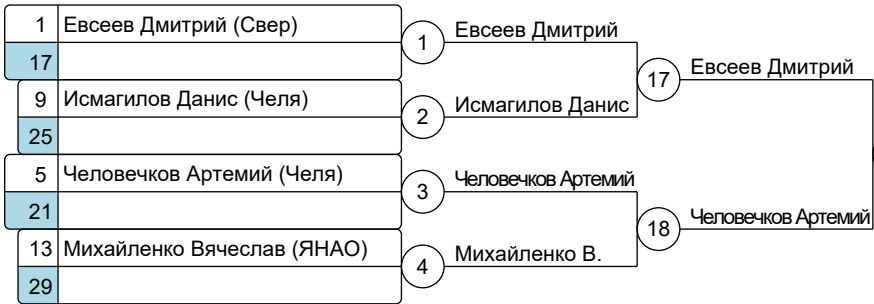 1 Евсеев Дмитрий (Свер)
17
9 Исмагилов Данис (Челя)
25
5 Человечков Артемий (Челя)
21
13 Михайленко Вячеслав (ЯНАО)
29
1 Евсеев Дмитрий
2 Исмагилов Данис
3 Человечков Артемий
4 Михайленко В.
17 Евсеев Дмитрий
18 Человечков Артемий